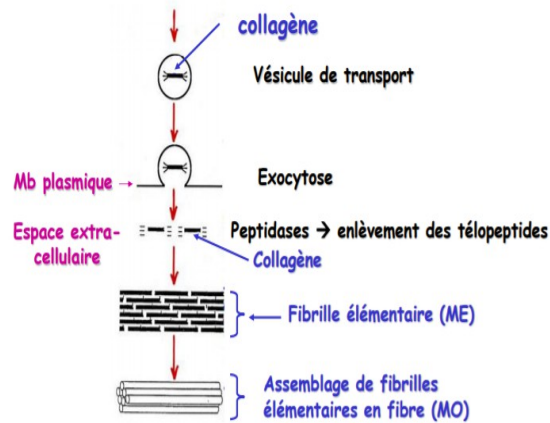 collagène
Vésicule de transport
Mb plasmique →
Exocytose
Espace extra-
cellulaire
Peptidases → enlèvement des télopeptides
Collagène
Fibrille élémentaire (ME)
Assemblage de fibrilles
élémentaires en fibre (MO)